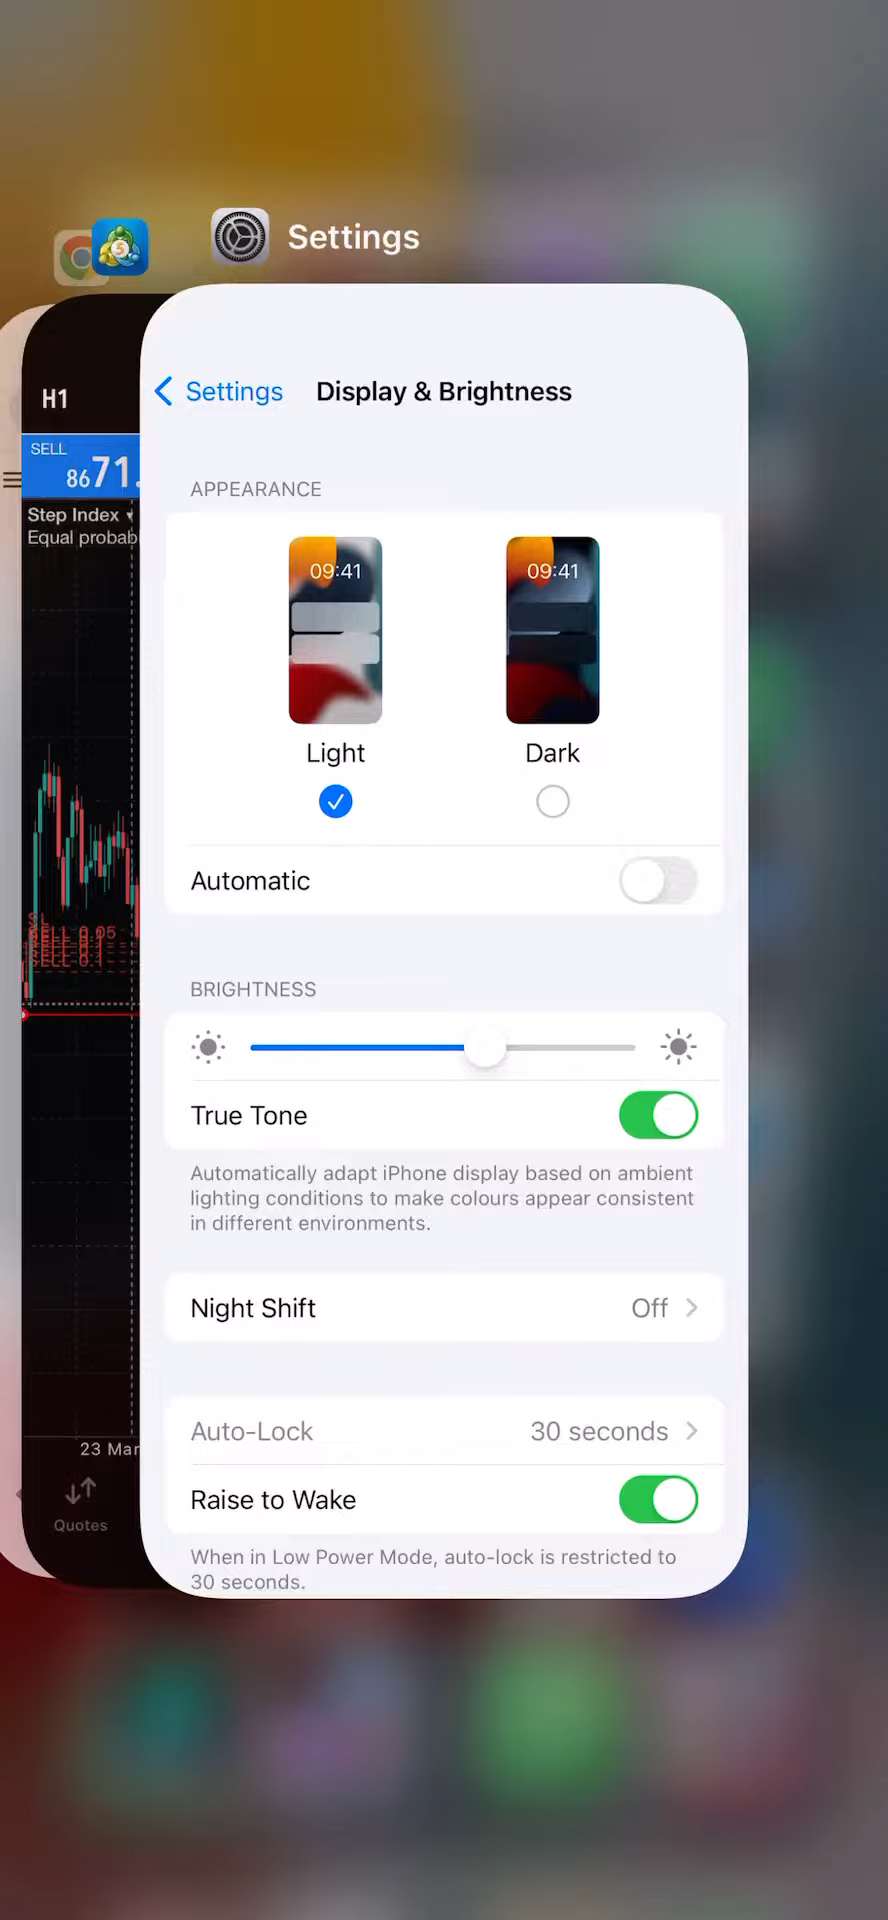 Settings
H1
Settings
Display & Brightness
SELL
8671.
Step Index
Equal probab
APPEARANCE
09:41
09:41
Light
Dark
Automatic
SELL 0.05
BRIGHTNESS
True Tone
Automatically adapt iPhone display based on ambient
lighting conditions to make colours appear consistent
in different environments.
Night Shift
Off
Auto-Lock
30 seconds
23 Mar
Raise to Wake
Quotes
When in Low Power Mode, auto-lock is restricted to
30 seconds.